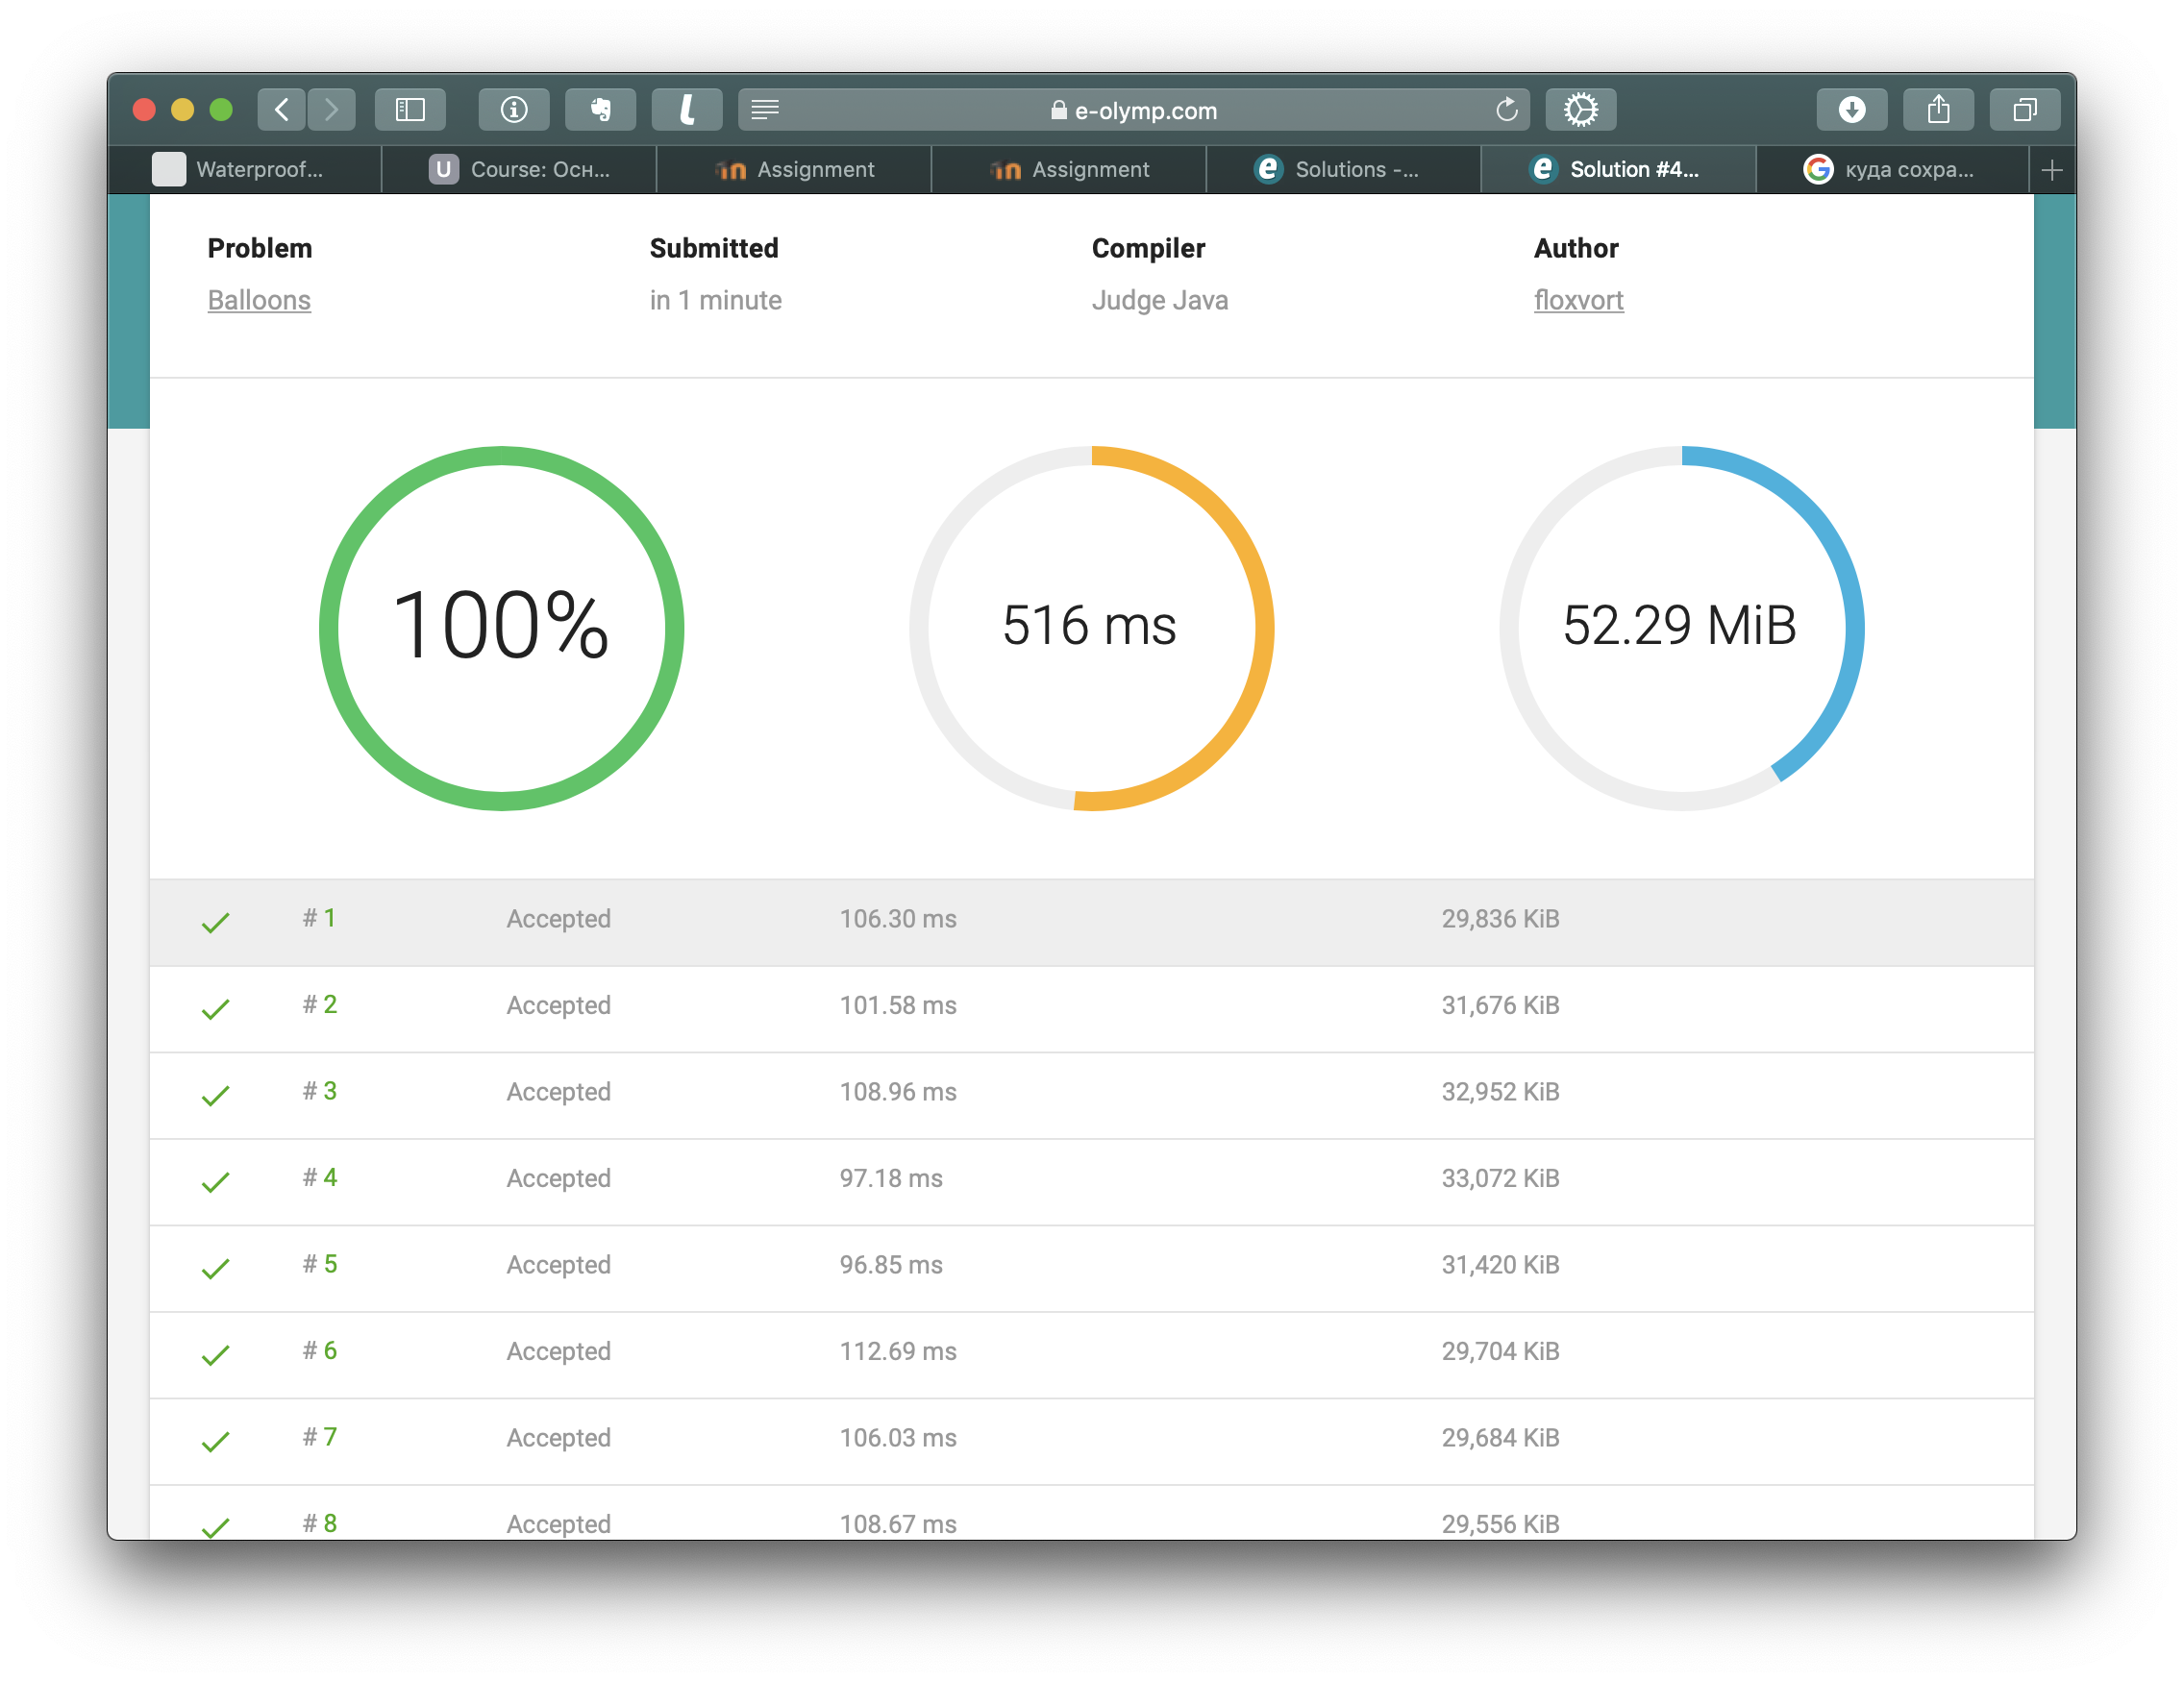 e-olymp.com
Waterproof...
U Course: Осн...
Assignment
Assignment
Solutions -...
Solution #4...
куда сохра...
Problem
Submitted
Compiler
Author
Balloons
in 1 minute
Judge Java
floxvort
100%
516 ms
52.29 MiB
# 1 Accepted 106.30 ms 29,836 KiB
# 2 Accepted 101.58 ms 31,676 KiB
# 3 Accepted 108.96 ms 32,952 KiB
# 4 Accepted 97.18 ms 33,072 KiB
# 5 Accepted 96.85 ms 31,420 KiB
# 6 Accepted 112.69 ms 29,704 KiB
# 7 Accepted 106.03 ms 29,684 KiB
# 8 Accepted 108.67 ms 29,556 KiB